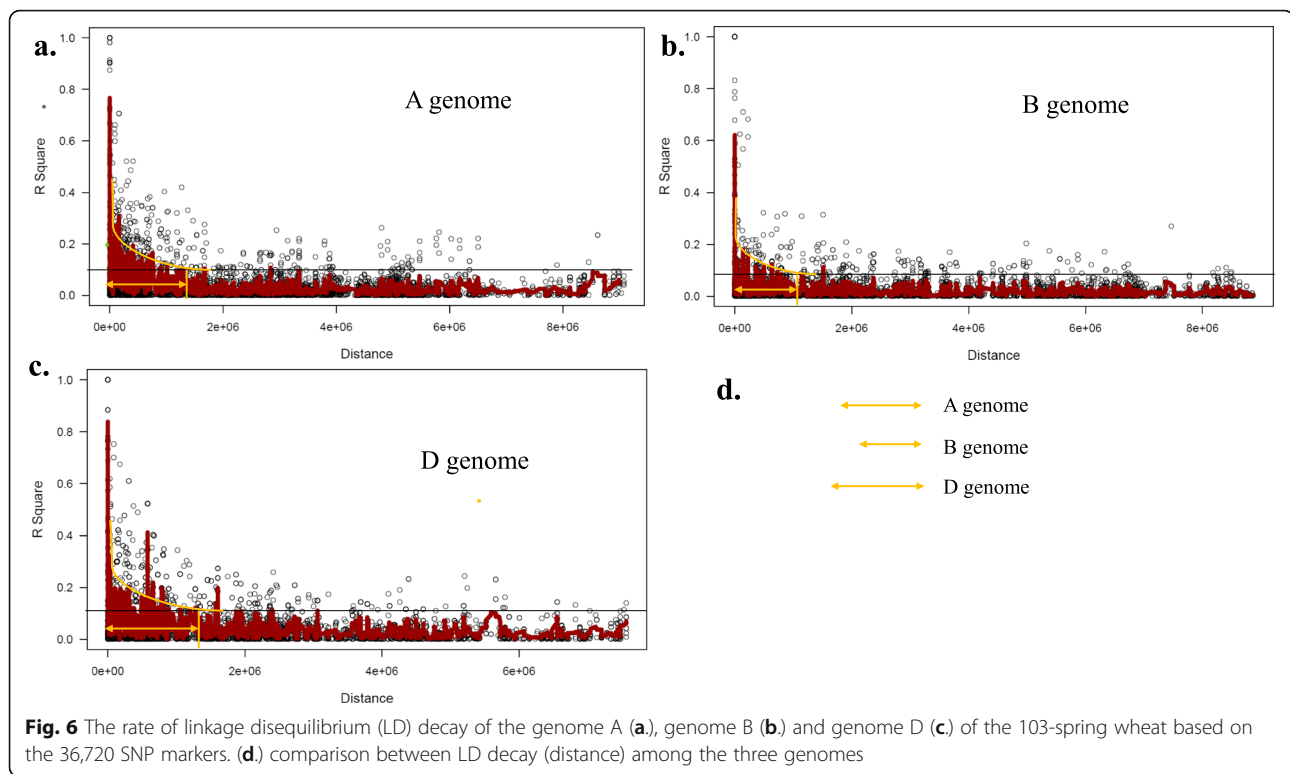 a.
A genome
R Square
1.0
0.8
0.6
0.4
0.2
0.0
0e+00 2e+06 4e+06 6e+06 8e+06
Distance
b.
B genome
R Square
1.0
0.8
0.6
0.4
0.2
0.0
0e+00 2e+06 4e+06 6e+06 8e+06
Distance
c.
D genome
R Square
1.0
0.8
0.6
0.4
0.2
0.0
0e+00 2e+06 4e+06 6e+06
Distance
d.
A genome
B genome
D genome
Fig. 6 The rate of linkage disequilibrium (LD) decay of the genome A (a.), genome B (b.) and genome D (c.) of the 103-spring wheat based on
the 36,720 SNP markers. (d.) comparison between LD decay (distance) among the three genomes